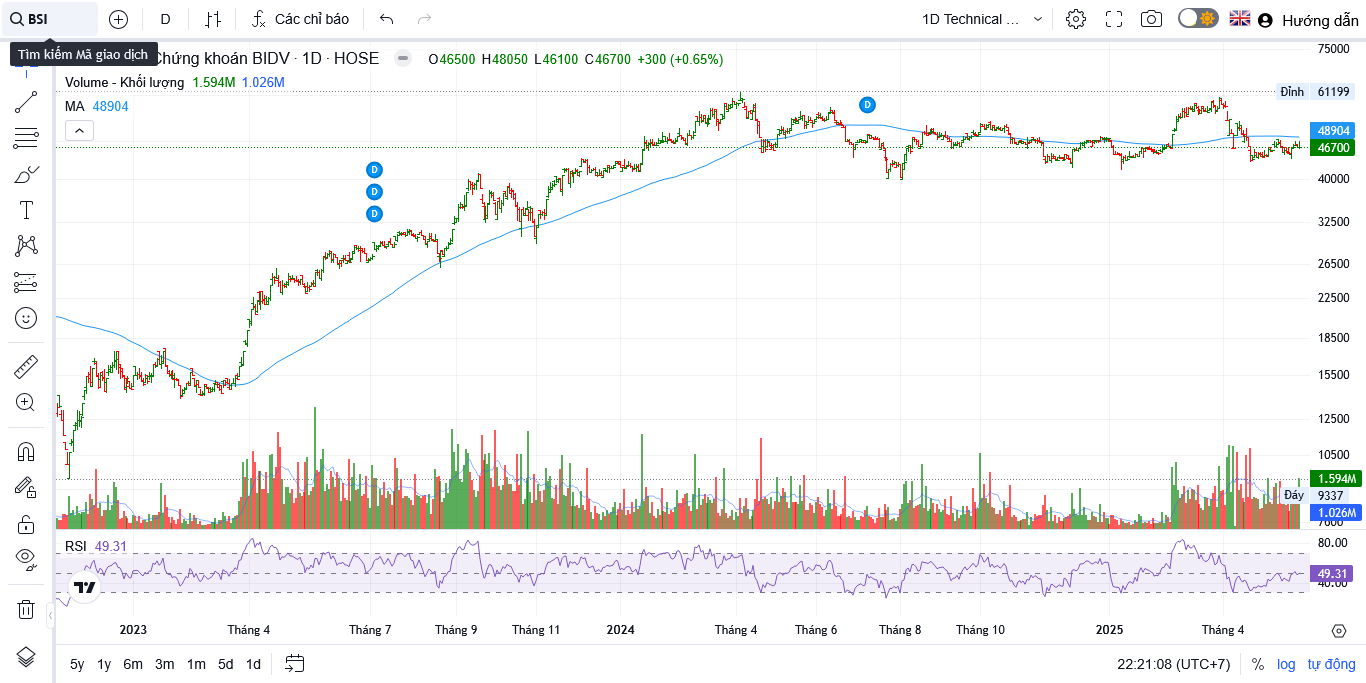 BSI
D
Các chỉ báo
1D Technical ...
Hướng dẫn
Tìm kiếm Mã giao dịch
Chứng khoán BIDV · 1D · HOSE
O46500 H48050 L46100 C46700 +300 (+0.65%)
Volume - Khối lượng 1.594M 1.026M
MA 48904
D
D
D
D
75000
Đỉnh 61199
48904
46700
40000
32500
26500
22500
18500
15500
12500
10500
1.594M
Đáy 9337
1.026M
7000
RSI 49.31
80.00
49.31
40.00
2023 Tháng 4 Tháng 7 Tháng 9 Tháng 11 2024 Tháng 4 Tháng 6 Tháng 8 Tháng 10 2025 Tháng 4
5y 1y 6m 3m 1m 5d 1d
22:21:08 (UTC+7) % log tự động